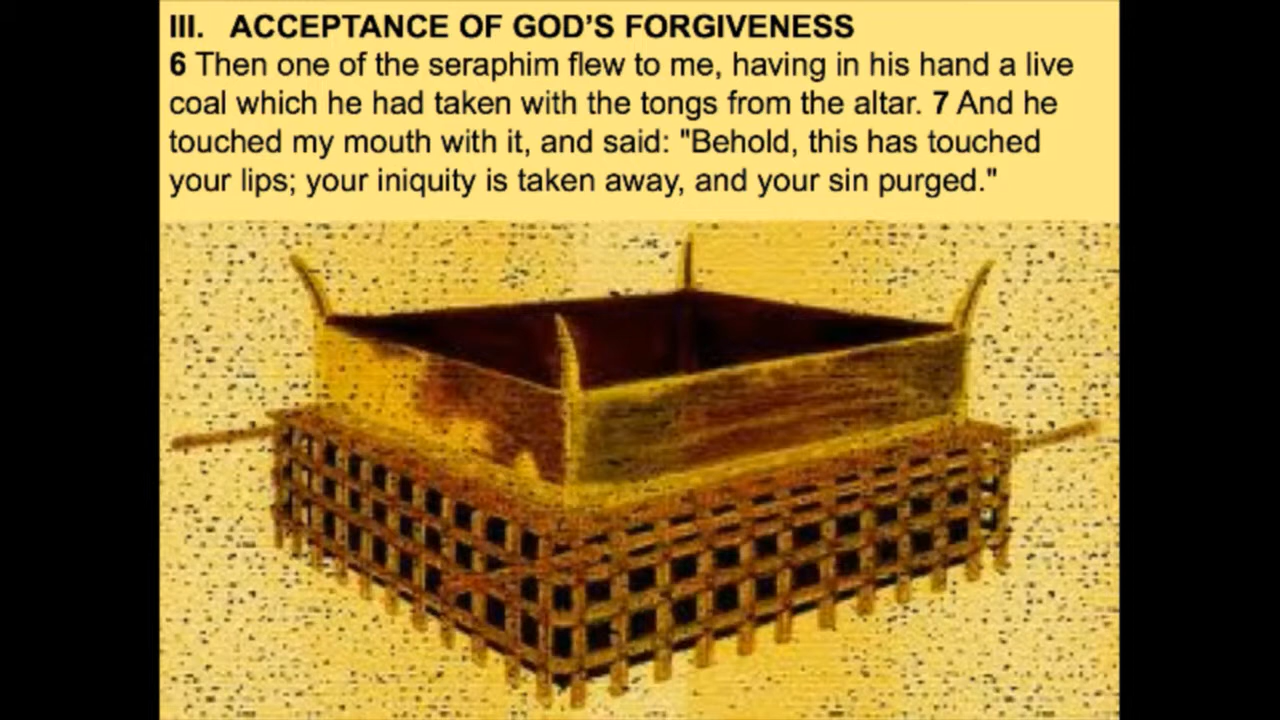 III. ACCEPTANCE OF GOD'S FORGIVENESS
6 Then one of the seraphim flew to me, having in his hand a live
coal which he had taken with the tongs from the altar. 7 And he
touched my mouth with it, and said: "Behold, this has touched
your lips; your iniquity is taken away, and your sin purged."